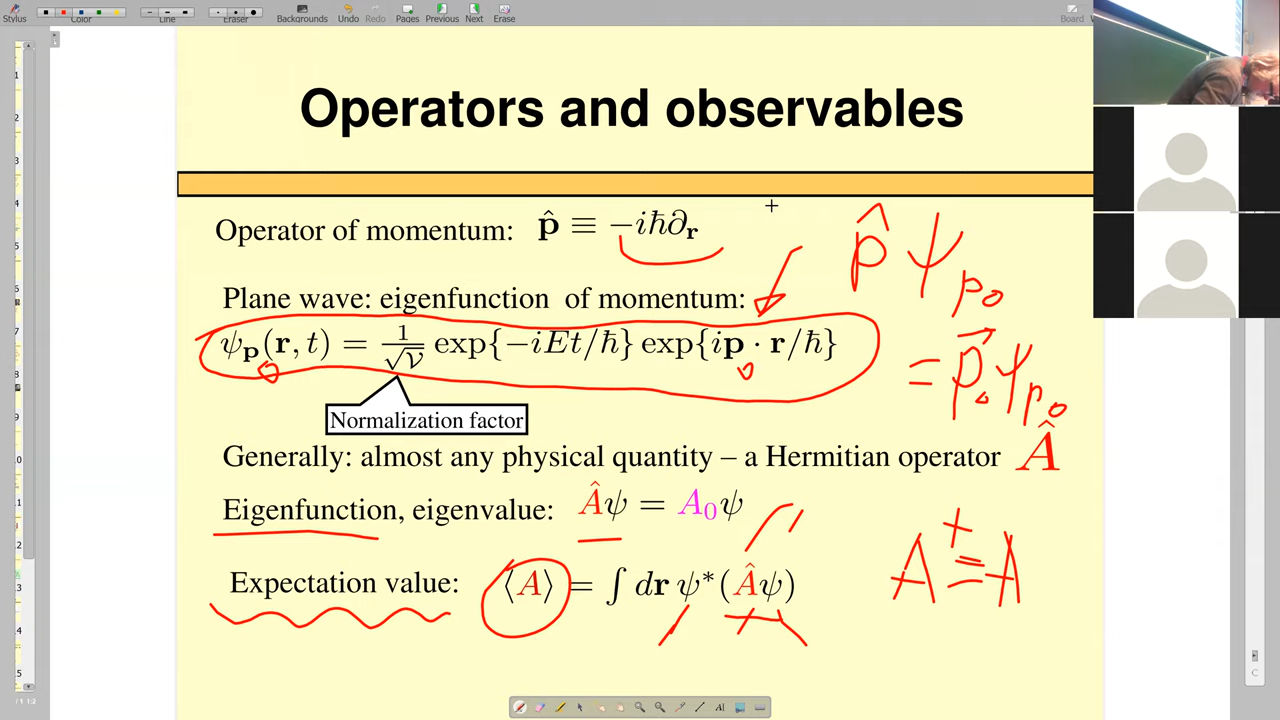 Stylus Color Line Eraser Backgrounds Undo Redo Pages Previous Next Erase Board
Operators and observables
Operator of momentum: p̂ ≡ −iħ∂_r
p̂ ψ_p₀
Plane wave: eigenfunction of momentum:
ψ_p(r, t) = 1/√V exp{−iEt/ħ} exp{ip · r/ħ}
= p⃗₀ ψ_p₀
Normalization factor
Generally: almost any physical quantity – a Hermitian operator Â
Eigenfunction, eigenvalue: Âψ = A₀ψ
A⁺ = A
Expectation value: ⟨A⟩ = ∫ dr ψ*(Âψ)